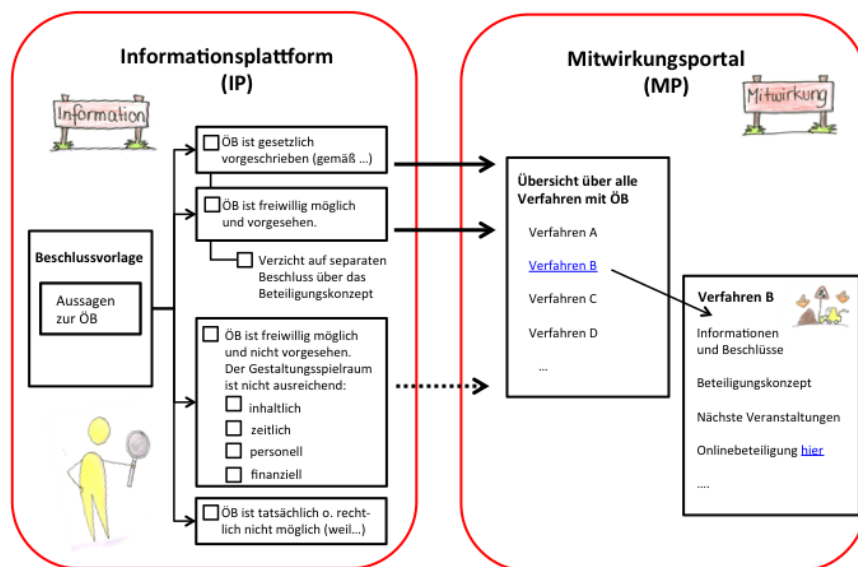 Informationsplattform
(IP)
Information
ÖB ist gesetzlich
vorgeschrieben (gemäß ...)
ÖB ist freiwillig möglich
und vorgesehen.
Verzicht auf separaten
Beschluss über das
Beteiligungskonzept
Beschlussvorlage
Aussagen
zur ÖB
ÖB ist freiwillig möglich
und nicht vorgesehen.
Der Gestaltungsspielraum
ist nicht ausreichend:
inhaltlich
zeitlich
personell
finanziell
ÖB ist tatsächlich o. recht-
lich nicht möglich (weil...)
Mitwirkungsportal
(MP)
Mitwirkung
Übersicht über alle
Verfahren mit ÖB
Verfahren A
Verfahren B
Verfahren C
Verfahren D
...
Verfahren B
Informationen
und Beschlüsse
Beteiligungskonzept
Nächste Veranstaltungen
Onlinebeteiligung hier
....